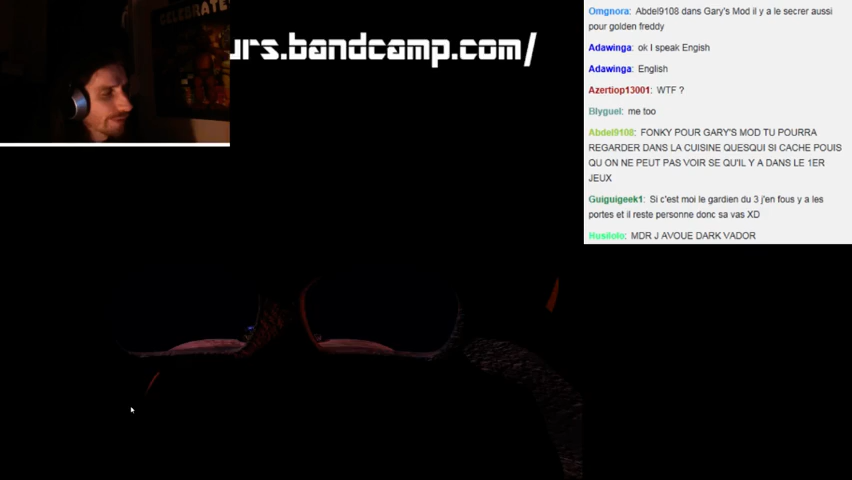 CELEBRATE
urs.bandcamp.com/
Omgnora: Abdel9108 dans Gary's Mod il y a le secrer aussi
pour golden freddy
Adawinga: ok I speak Engish
Adawinga: English
Azertiop13001: WTF ?
Blyguel: me too
Abdel9108: FONKY POUR GARY'S MOD TU POURRA
REGARDER DANS LA CUISINE QUESQUI SI CACHE POUIS
QU ON NE PEUT PAS VOIR SE QU'IL Y A DANS LE 1ER
JEUX
Guiguigeek1: Si c'est moi le gardien du 3 j'en fous y a les
portes et il reste personne donc sa vas XD
Husilolo: MDR J AVOUE DARK VADOR